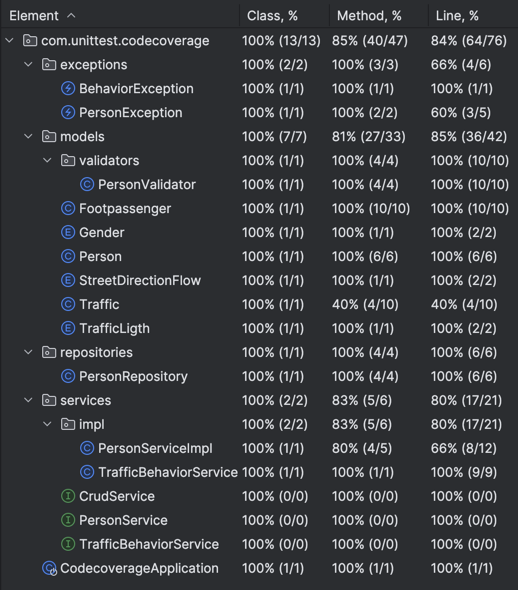 Element Class, % Method, % Line, %
com.unittest.codecoverage 100% (13/13) 85% (40/47) 84% (64/76)
exceptions 100% (2/2) 100% (3/3) 66% (4/6)
BehaviorException 100% (1/1) 100% (1/1) 100% (1/1)
PersonException 100% (1/1) 100% (2/2) 60% (3/5)
models 100% (7/7) 81% (27/33) 85% (36/42)
validators 100% (1/1) 100% (4/4) 100% (10/10)
PersonValidator 100% (1/1) 100% (4/4) 100% (10/10)
Footpassenger 100% (1/1) 100% (10/10) 100% (10/10)
Gender 100% (1/1) 100% (1/1) 100% (2/2)
Person 100% (1/1) 100% (6/6) 100% (6/6)
StreetDirectionFlow 100% (1/1) 100% (1/1) 100% (2/2)
Traffic 100% (1/1) 40% (4/10) 40% (4/10)
TrafficLigth 100% (1/1) 100% (1/1) 100% (2/2)
repositories 100% (1/1) 100% (4/4) 100% (6/6)
PersonRepository 100% (1/1) 100% (4/4) 100% (6/6)
services 100% (2/2) 83% (5/6) 80% (17/21)
impl 100% (2/2) 83% (5/6) 80% (17/21)
PersonServiceImpl 100% (1/1) 80% (4/5) 66% (8/12)
TrafficBehaviorService 100% (1/1) 100% (1/1) 100% (9/9)
CrudService 100% (0/0) 100% (0/0) 100% (0/0)
PersonService 100% (0/0) 100% (0/0) 100% (0/0)
TrafficBehaviorService 100% (0/0) 100% (0/0) 100% (0/0)
CodecoverageApplication 100% (1/1) 100% (1/1) 100% (1/1)